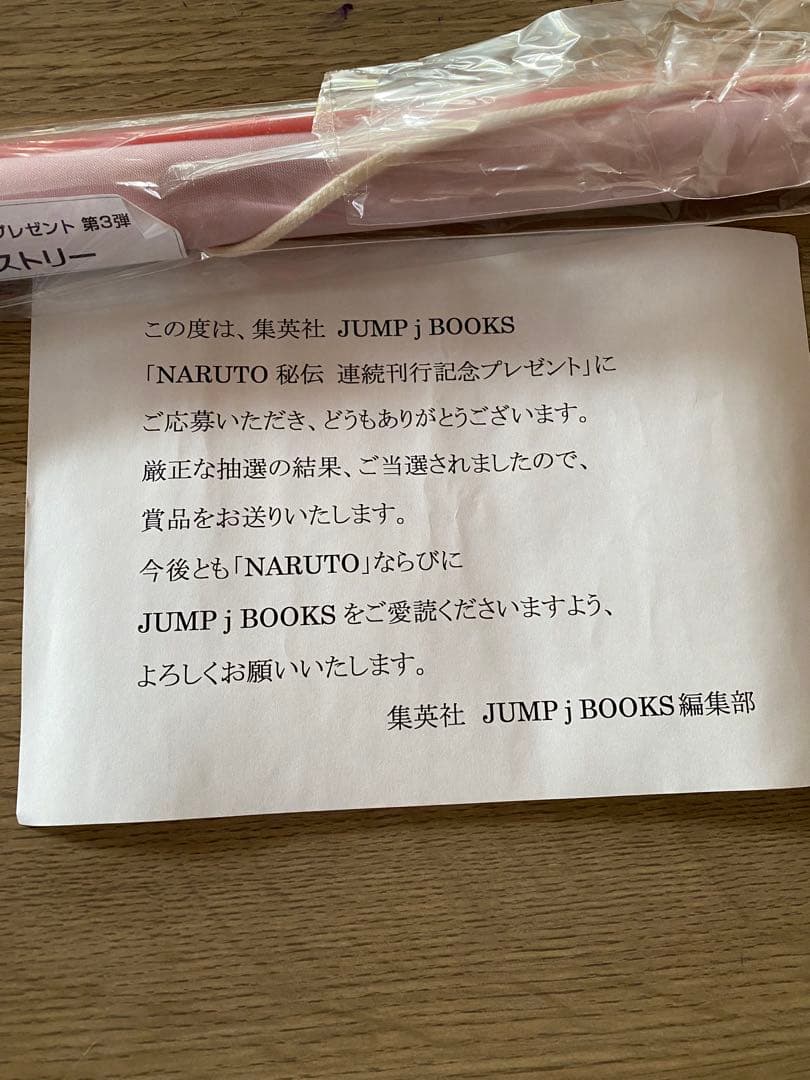 プレゼント 第3弾
ストリー
この度は、集英社 JUMP j BOOKS
「NARUTO 秘伝 連続刊行記念プレゼント」に
ご応募いただき、どうもありがとうございます。
厳正な抽選の結果、ご当選されましたので、
賞品をお送りいたします。
今後とも「NARUTO」ならびに
JUMP j BOOKS をご愛読くださいますよう、
よろしくお願いいたします。
集英社 JUMP j BOOKS編集部